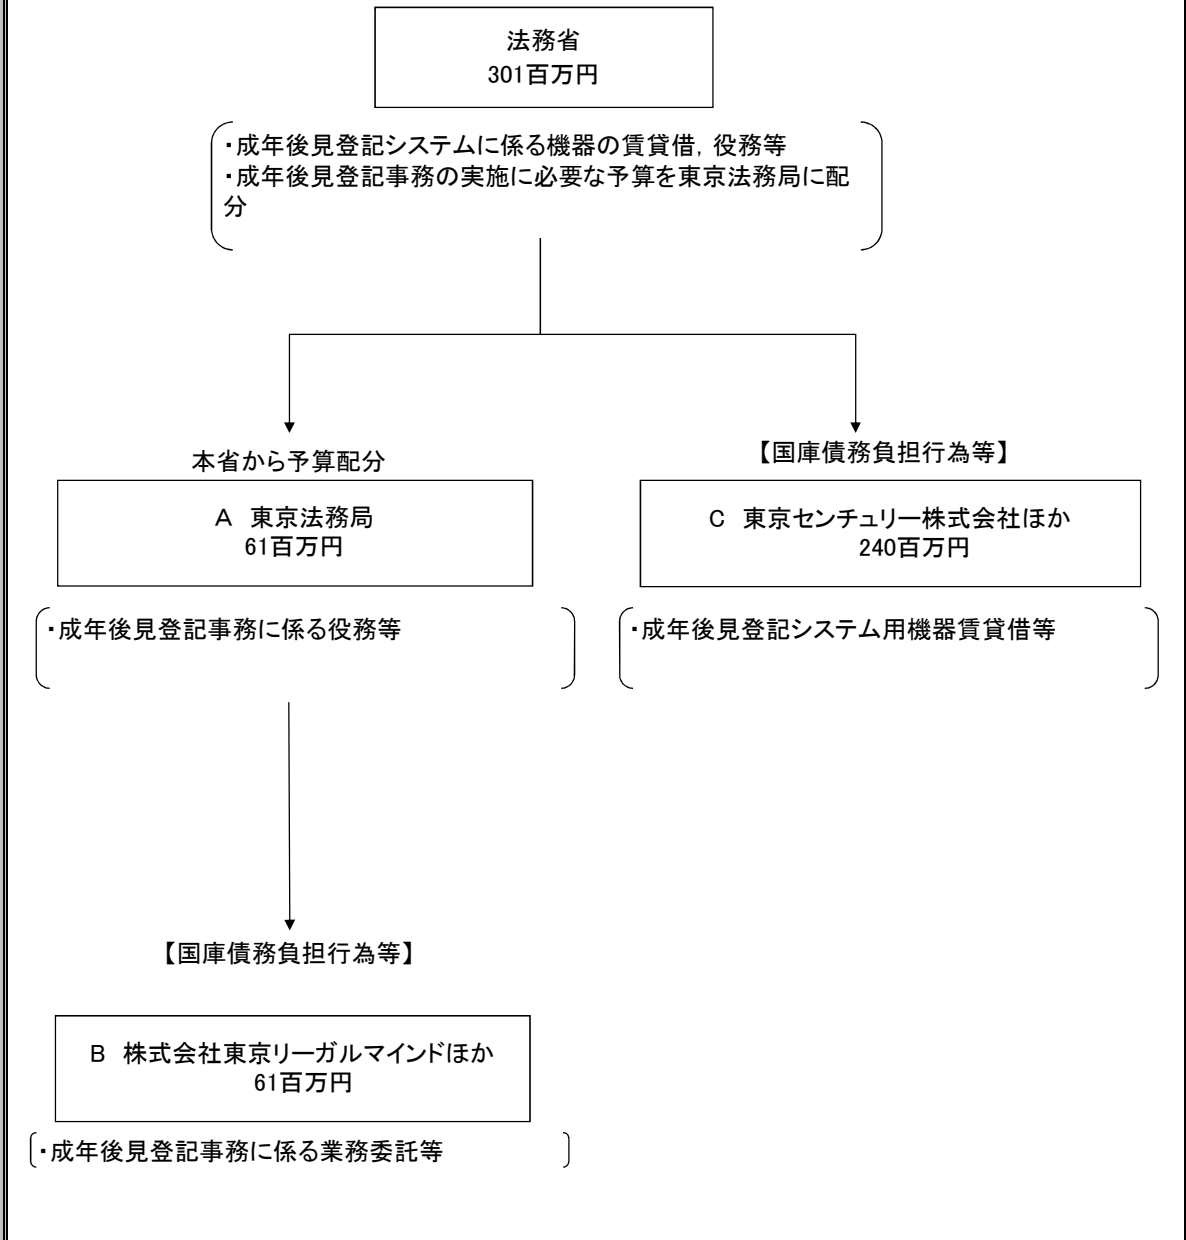 法務省
301百万円
・成年後見登記システムに係る機器の賃貸借，役務等
・成年後見登記事務の実施に必要な予算を東京法務局に配
分
本省から予算配分
【国庫債務負担行為等】
A　東京法務局
61百万円
C　東京センチュリー株式会社ほか
240百万円
・成年後見登記事務に係る役務等
・成年後見登記システム用機器賃貸借等
【国庫債務負担行為等】
B　株式会社東京リーガルマインドほか
61百万円
・成年後見登記事務に係る業務委託等